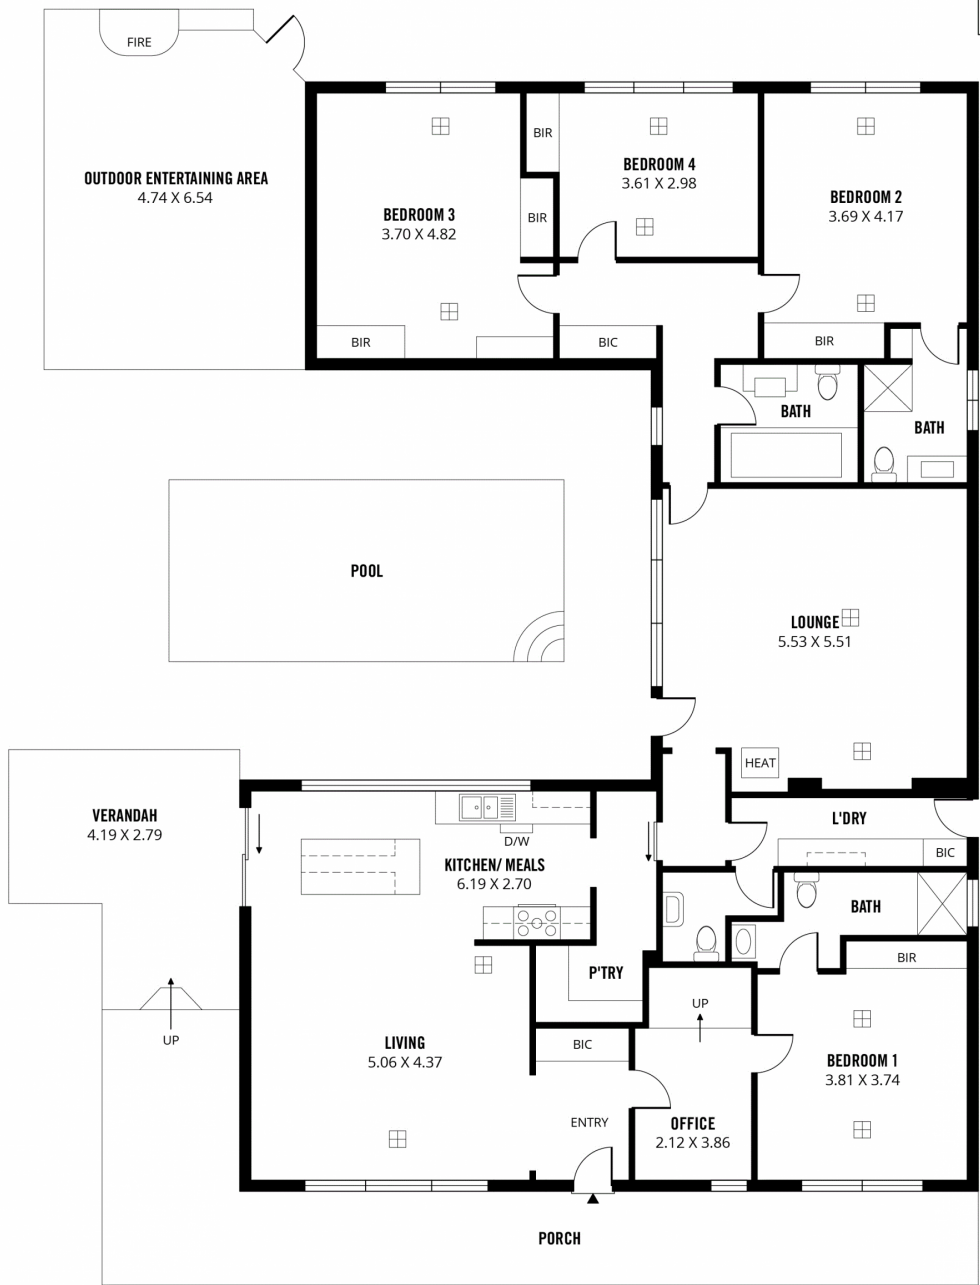 FIRE
OUTDOOR ENTERTAINING AREA
4.74 X 6.54
BEDROOM 3
3.70 X 4.82
BIR
BIR
BIR
BEDROOM 4
3.61 X 2.98
BEDROOM 2
3.69 X 4.17
BIC
BIR
BATH
BATH
POOL
LOUNGE
5.53 X 5.51
HEAT
VERANDAH
4.19 X 2.79
UP
D/W
KITCHEN/ MEALS
6.19 X 2.70
L'DRY
BIC
BATH
BIR
P'TRY
LIVING
5.06 X 4.37
BIC
ENTRY
UP
OFFICE
2.12 X 3.86
BEDROOM 1
3.81 X 3.74
PORCH